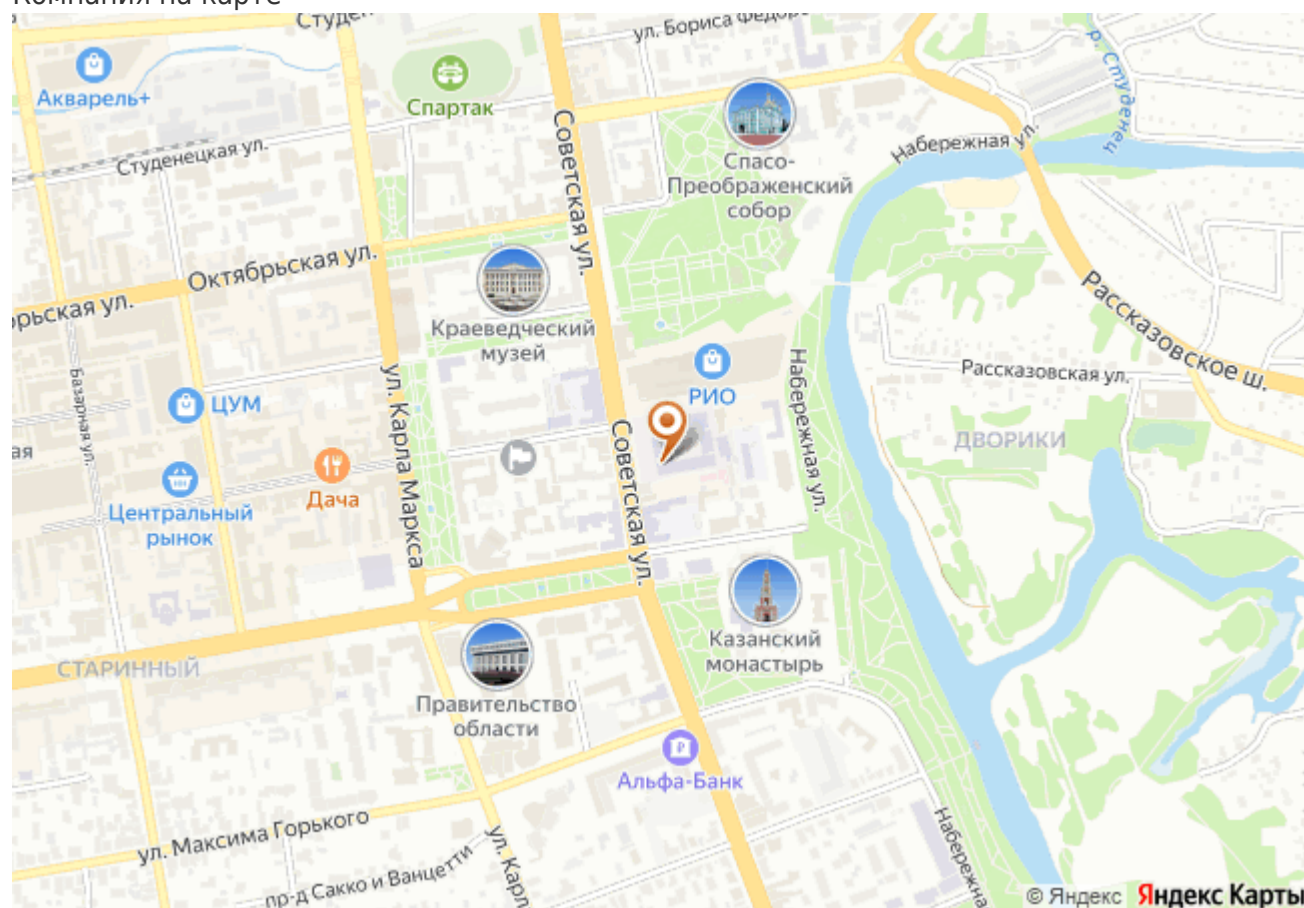 Компания на карте
ул. Бориса Федоро
р. Студенец
Акварель+
Спартак
Студенецкая ул.
Советская ул.
Спасо-
Преображенский
собор
Набережная ул.
Октябрьская ул.
орьская ул.
Краеведческий
музей
Рассказовское ш.
Рассказовская ул.
Базарная ул.
ЦУМ
ул. Карла Маркса
РИО
Набережная ул.
ДВОРИКИ
ая
Дача
Советская ул.
Центральный
рынок
Казанский
монастырь
СТАРИННЫЙ
Правительство
области
Альфа-Банк
ул. Максима Горького
ул. Карл
пр-д Сакко и Ванцетти
Набережна
© Яндекс Яндекс Карты